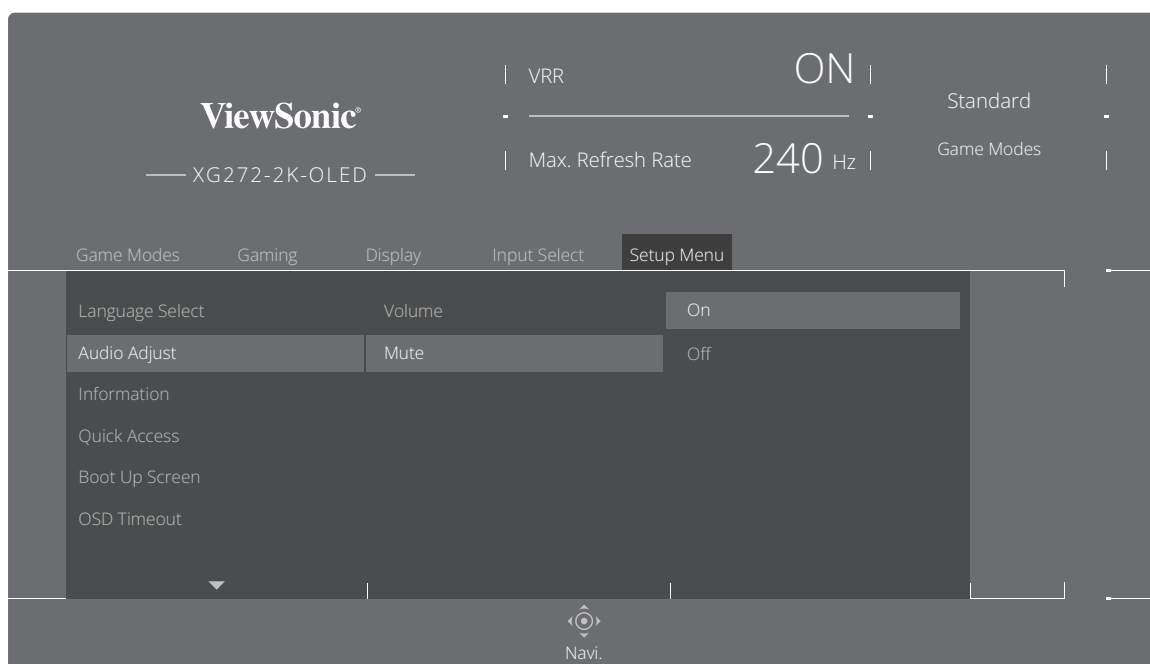 ViewSonic®
XG272-2K-OLED
VRR ON
Max. Refresh Rate 240 Hz
Standard
Game Modes
Game Modes Gaming Display Input Select Setup Menu
Language Select Volume On
Audio Adjust Mute Off
Information
Quick Access
Boot Up Screen
OSD Timeout
Navi.